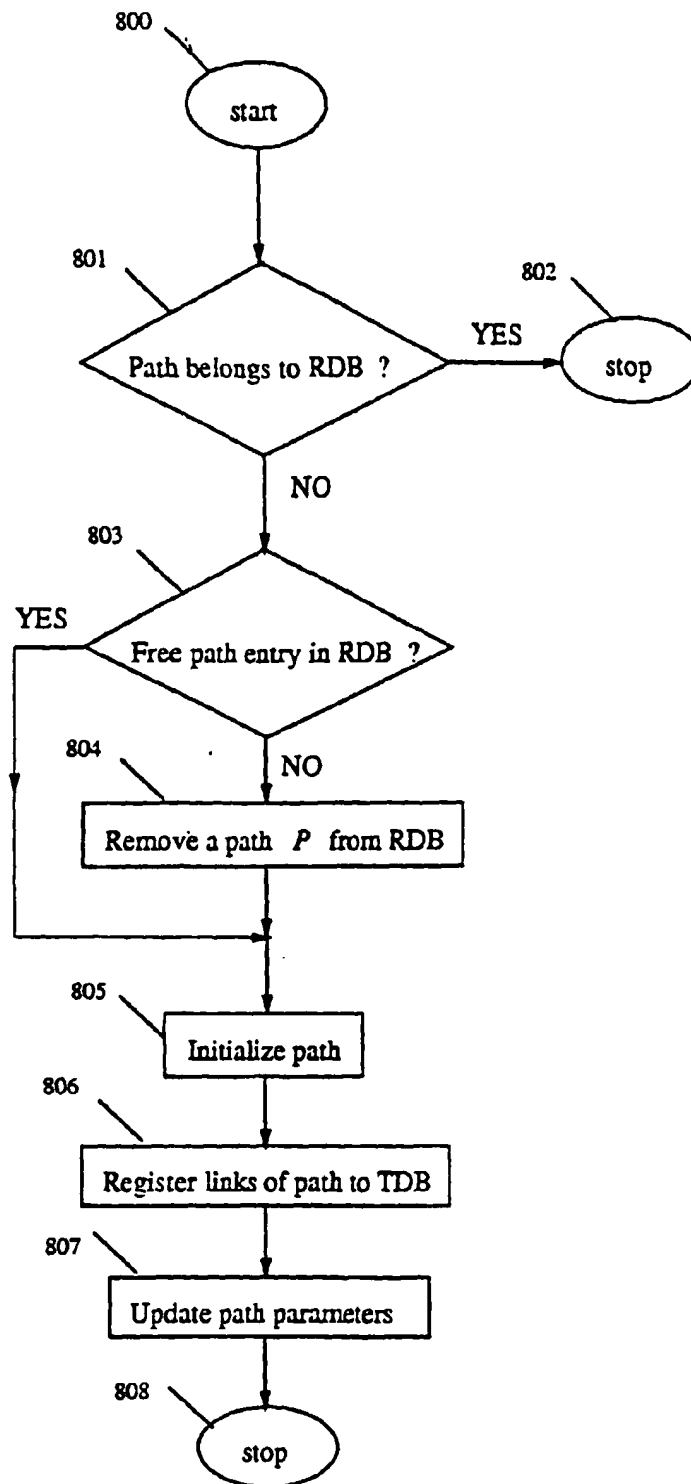 800
start
801
802
Path belongs to RDB ?
YES
stop
NO
803
YES
Free path entry in RDB ?
804
NO
Remove a path P from RDB
805
Initialize path
806
Register links of path to TDB
807
Update path parameters
808
stop